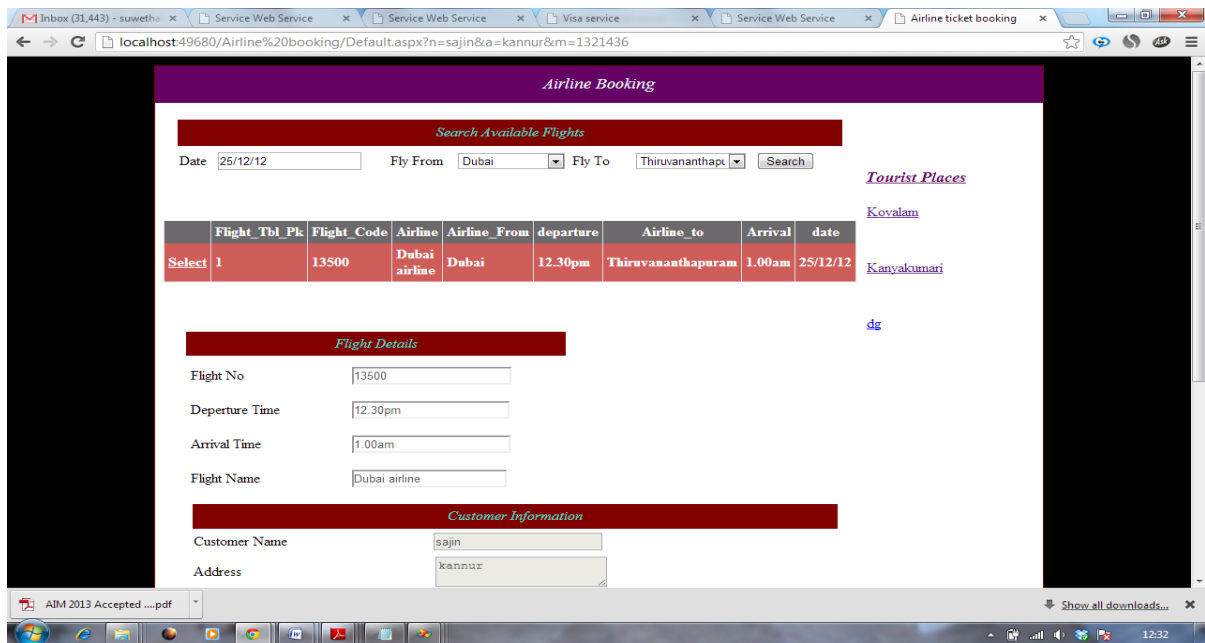 Inbox (31,443) - suwetha Service Web Service Service Web Service Visa service Service Web Service Airline ticket booking
localhost:49680/Airline%20booking/Default.aspx?n=sajin&a=kannur&m=1321436
Ask
Airline Booking
Search Available Flights
Date 25/12/12 Fly From Dubai Fly To Thiruvananthapu Search
Tourist Places
Kovalam
Flight_Tbl_Pk Flight_Code Airline Airline_From departure Airline_to Arrival date
Select 1 13500 Dubai airline Dubai 12.30pm Thiruvananthapuram 1.00am 25/12/12
Kanyakumari
dg
Flight Details
Flight No 13500
Deperture Time 12.30pm
Arrival Time 1.00am
Flight Name Dubai airline
Customer Information
Customer Name sajin
Address kannur
AIM 2013 Accepted ....pdf Show all downloads...
12:32